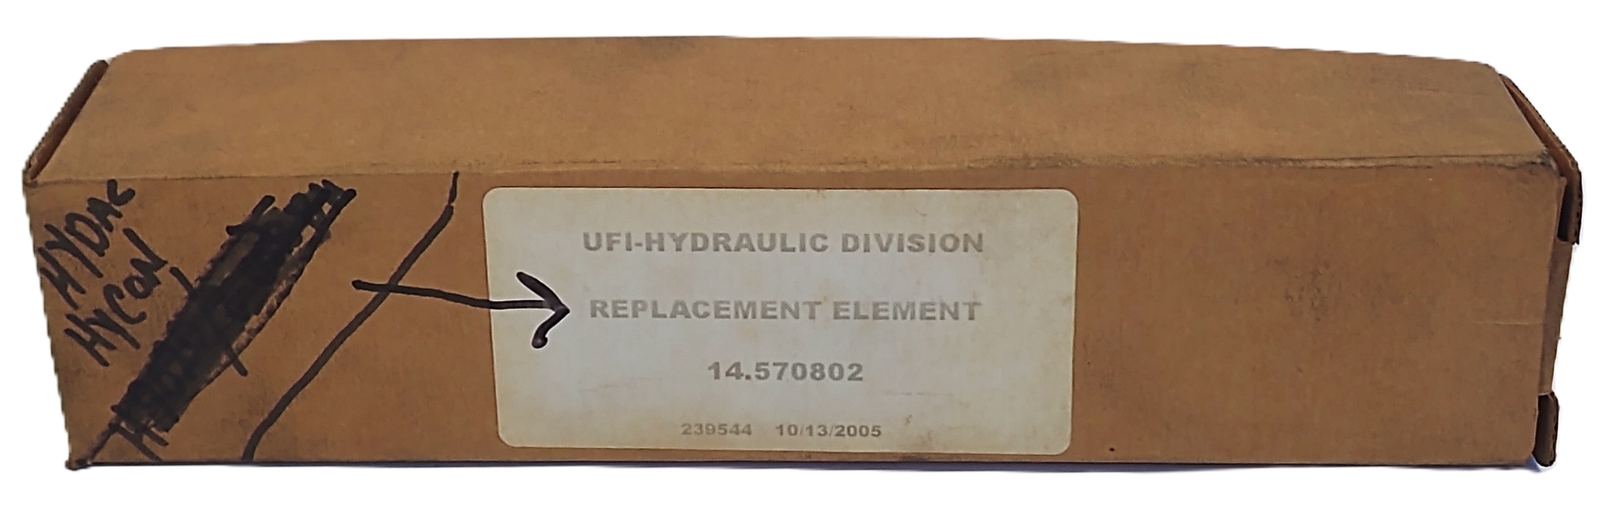 HYDAC
HYCON
UFI-HYDRAULIC DIVISION
REPLACEMENT ELEMENT
14.570802
239544 10/13/2005